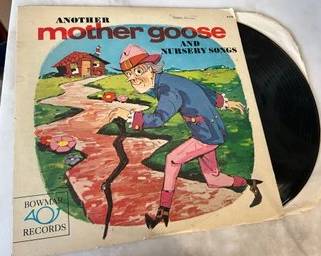 ANOTHER
mother goose
AND
NURSERY SONGS
BOWMAR
RECORDS